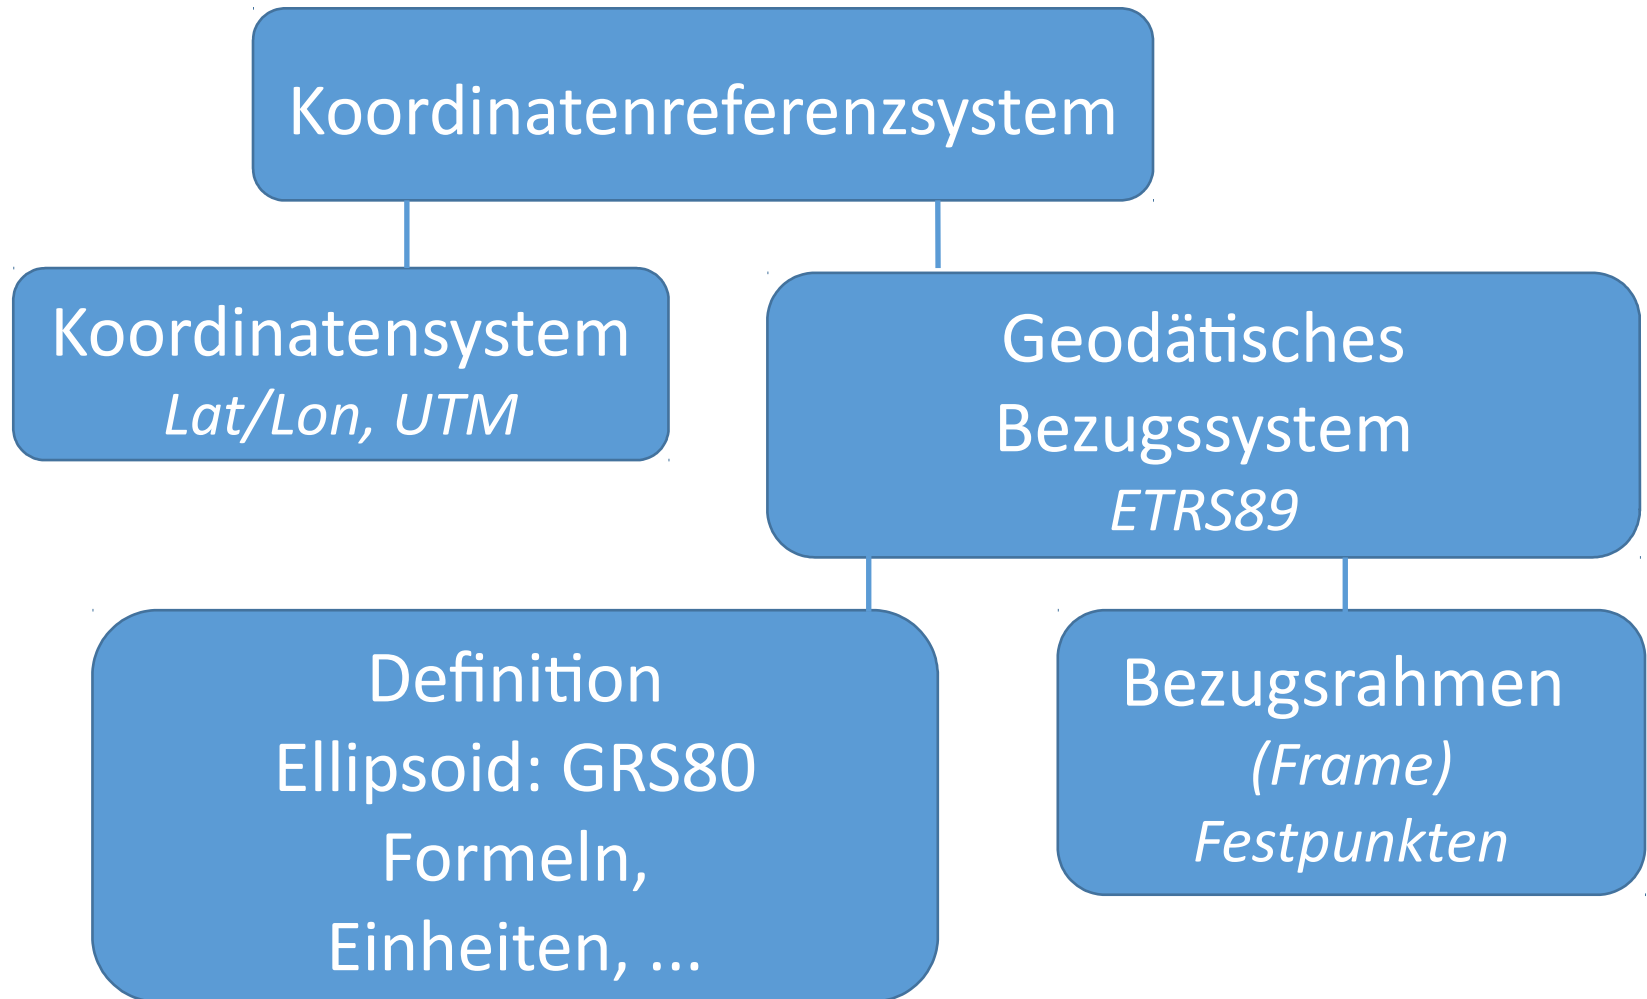 Koordinatenreferenzsystem
Koordinatensystem
Lat/Lon, UTM
Geodätisches
Bezugssystem
ETRS89
Definition
Ellipsoid: GRS80
Formeln,
Einheiten, ...
Bezugsrahmen
(Frame)
Festpunkten